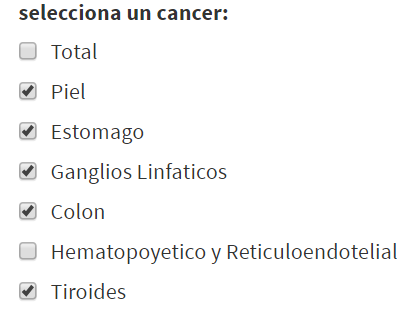 selecciona un cancer:
Total
Piel
Estomago
Ganglios Linfaticos
Colon
Hematopoyetico y Reticuloendotelial
Tiroides